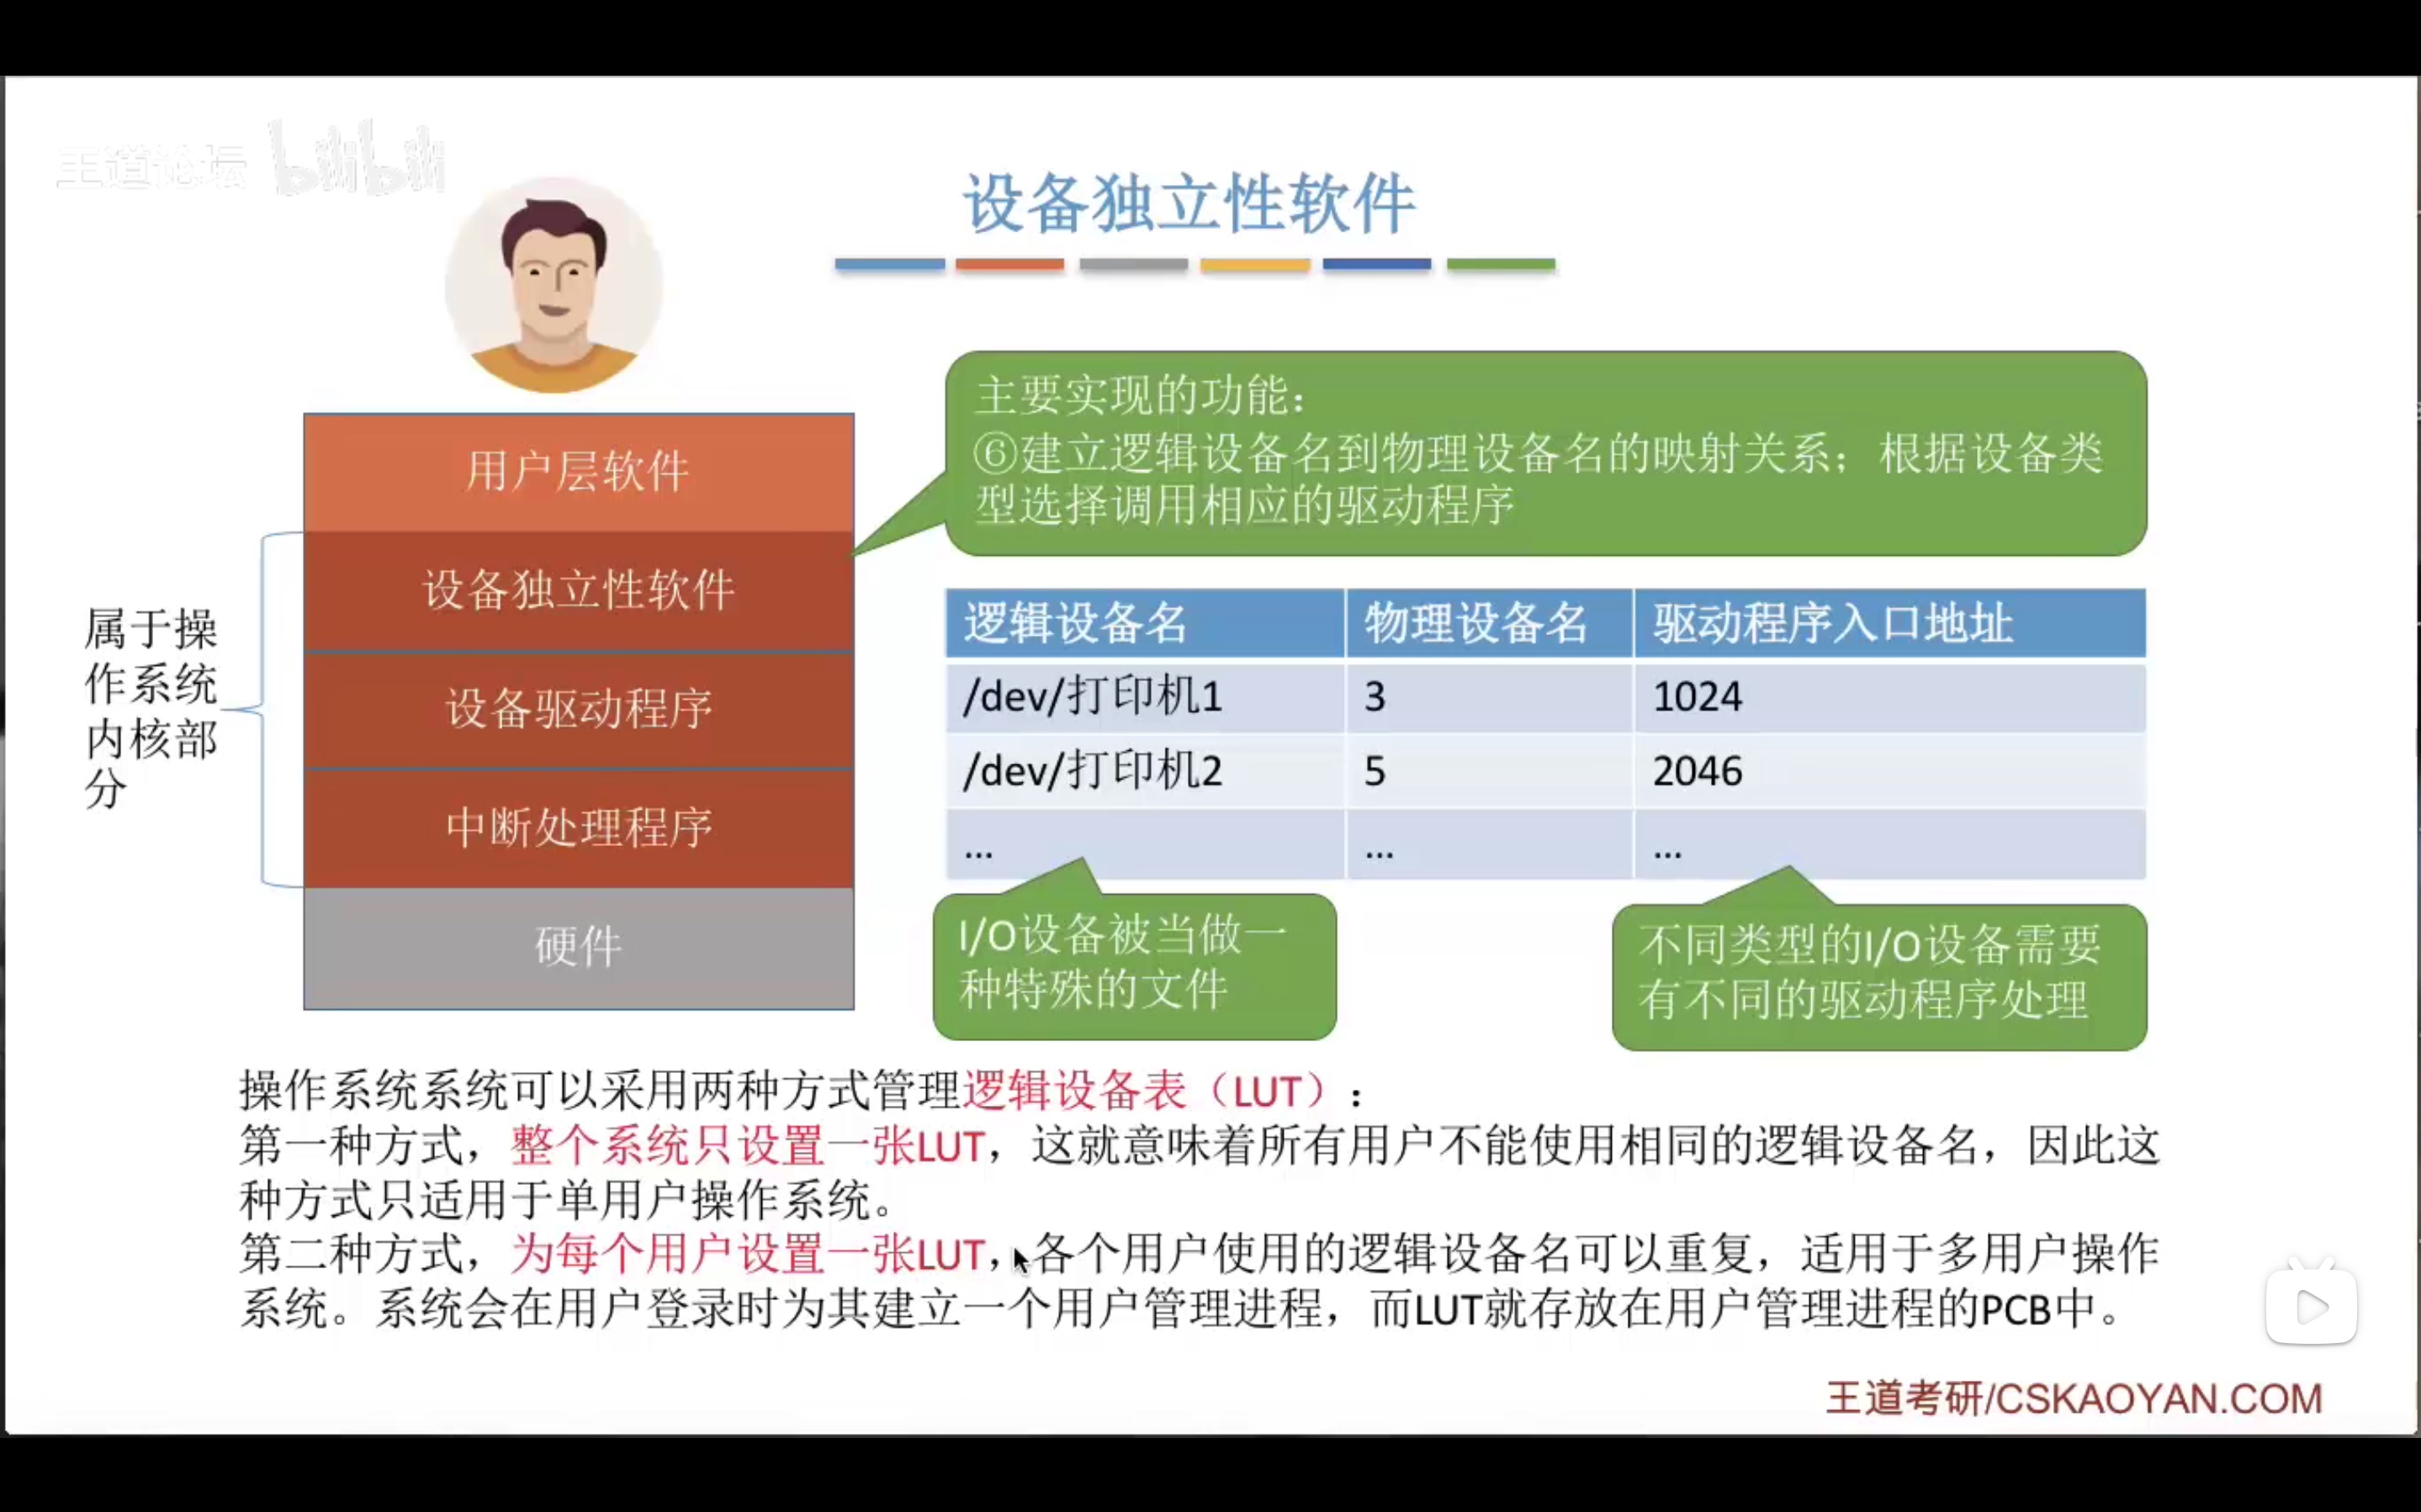 王道论坛 bilibili
设备独立性软件
主要实现的功能：
⑥建立逻辑设备名到物理设备名的映射关系；根据设备类
型选择调用相应的驱动程序
用户层软件
设备独立性软件
设备驱动程序
中断处理程序
硬件
属于操
作系统
内核部
分
逻辑设备名 物理设备名 驱动程序入口地址
/dev/打印机1 3 1024
/dev/打印机2 5 2046
... ... ...
I/O设备被当做一
种特殊的文件
不同类型的I/O设备需要
有不同的驱动程序处理
操作系统系统可以采用两种方式管理逻辑设备表（LUT）：
第一种方式，整个系统只设置一张LUT，这就意味着所有用户不能使用相同的逻辑设备名，因此这
种方式只适用于单用户操作系统。
第二种方式，为每个用户设置一张LUT，各个用户使用的逻辑设备名可以重复，适用于多用户操作
系统。系统会在用户登录时为其建立一个用户管理进程，而LUT就存放在用户管理进程的PCB中。
王道考研/CSKAOYAN.COM